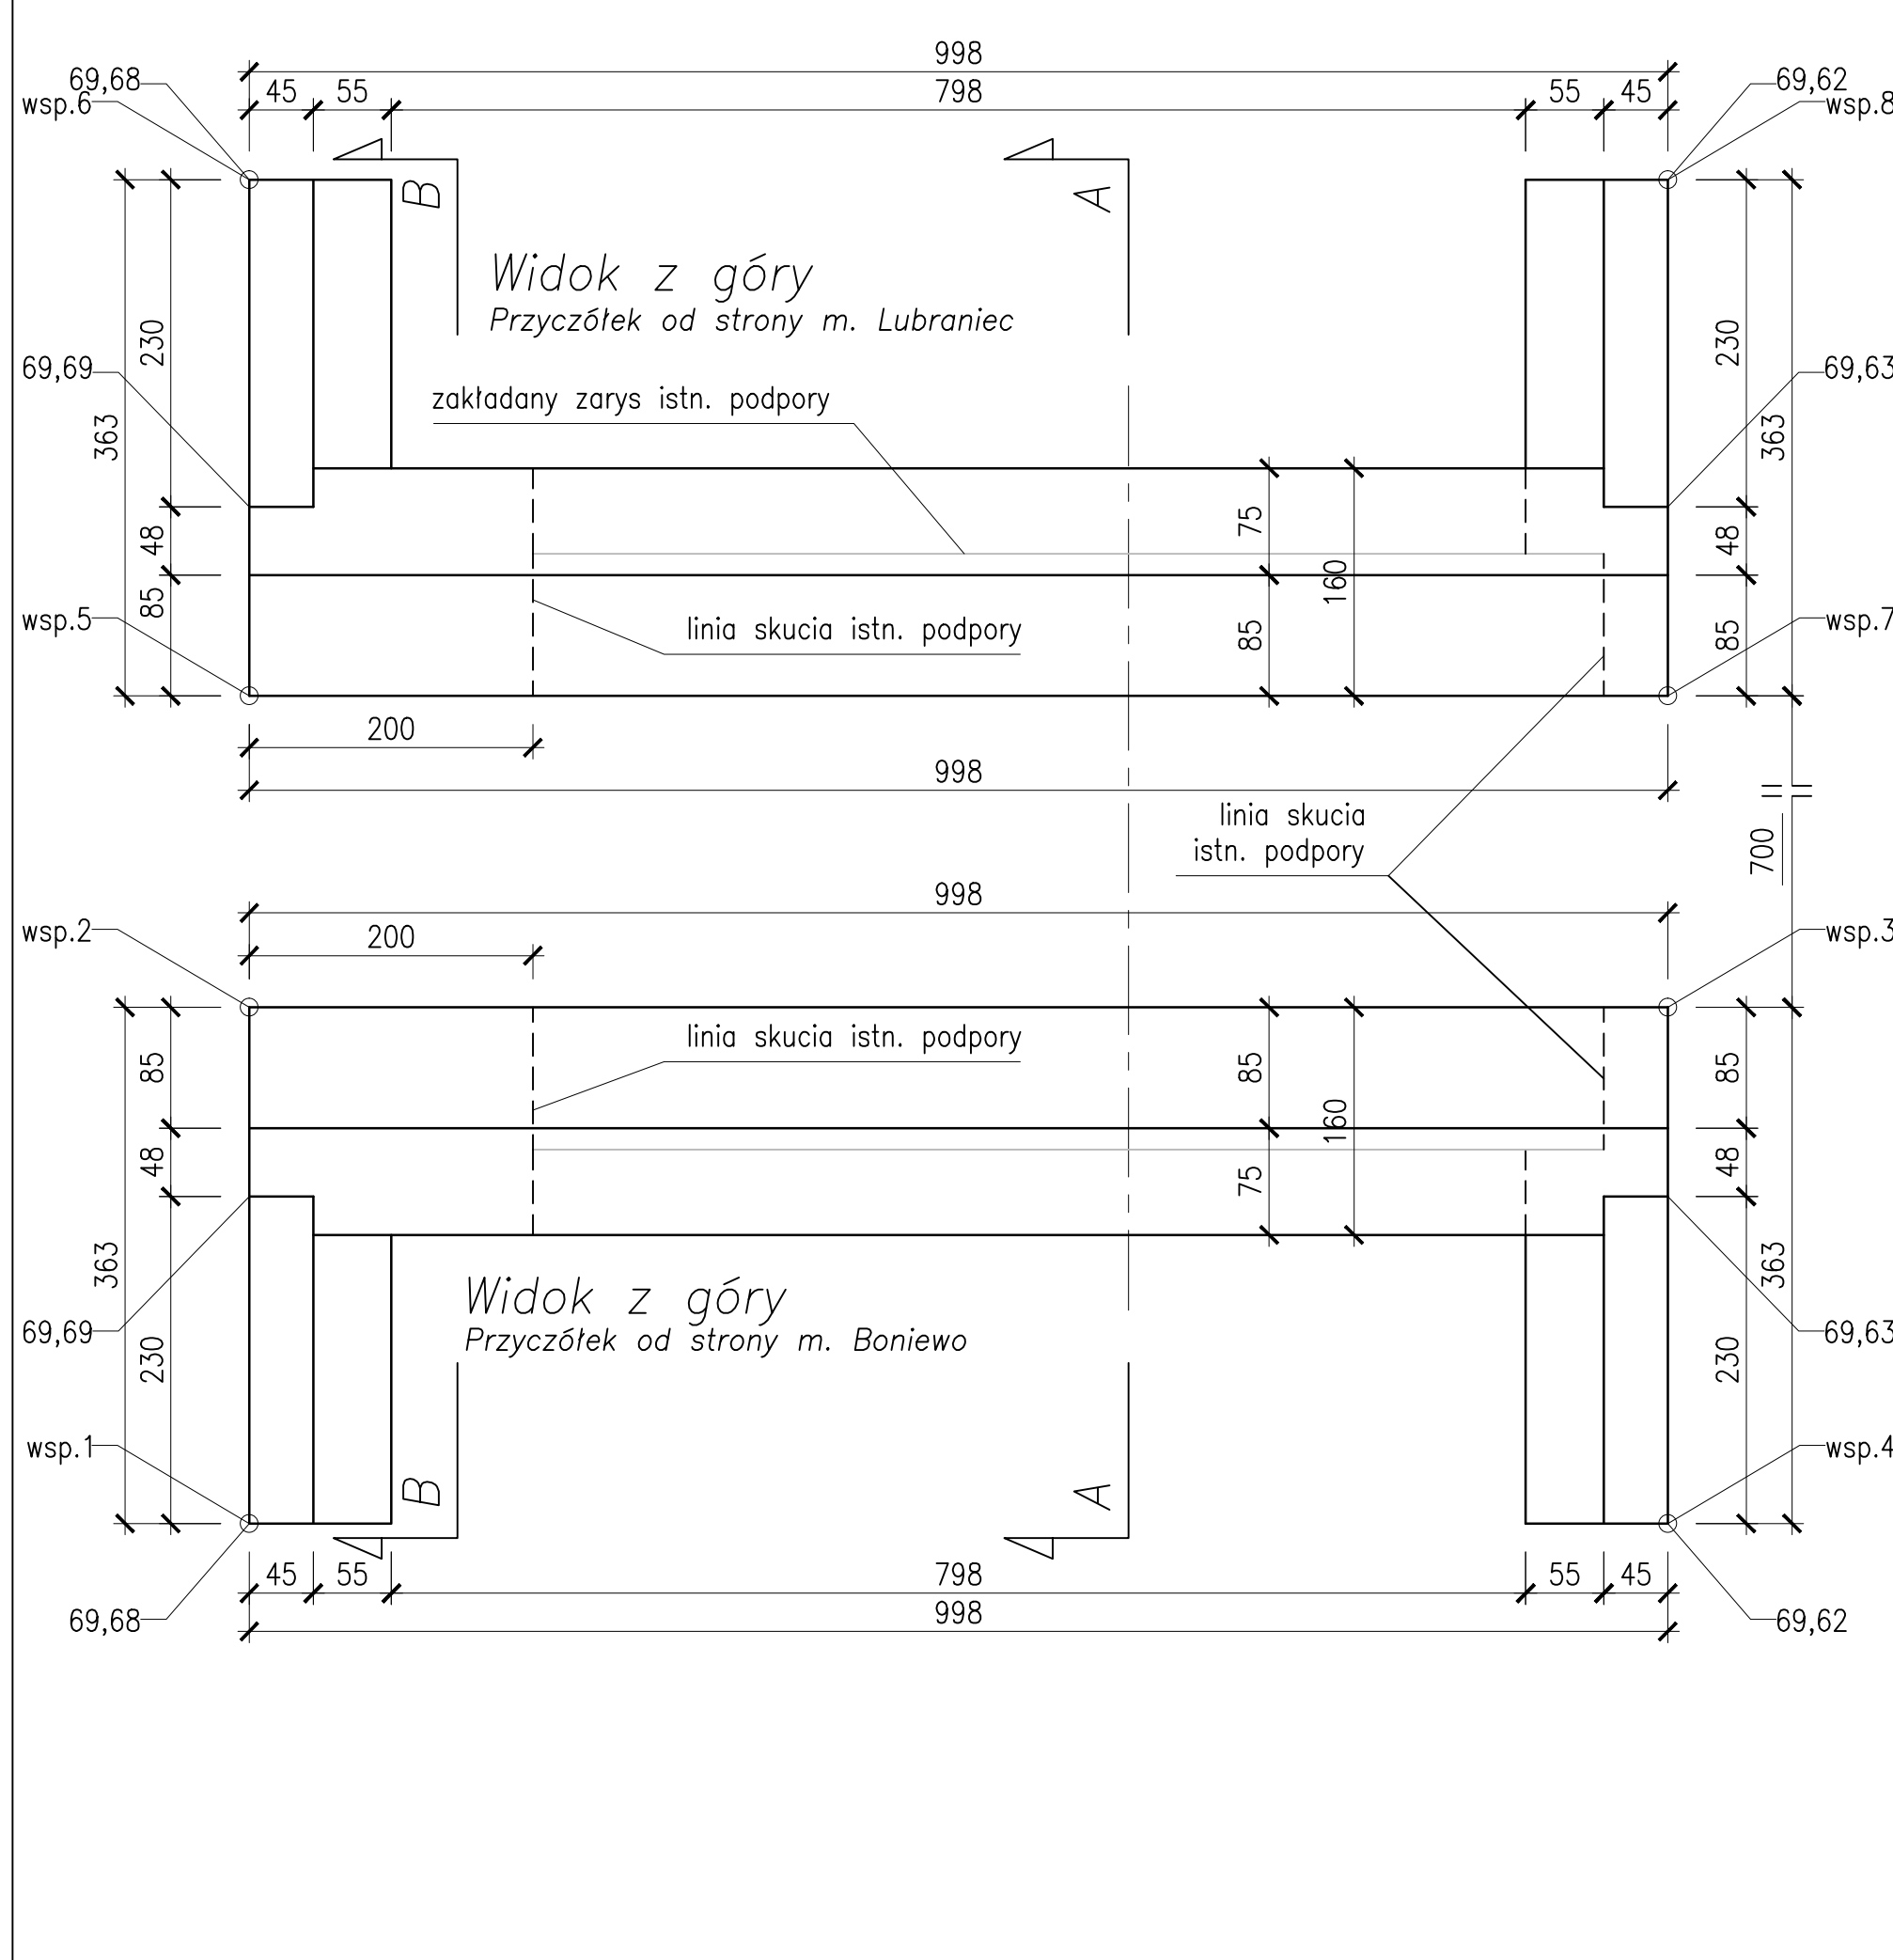 998
69,68
45 55 798 55 45
69,62
wsp.6
wsp.8
B
A
Widok z góry
Przyczółek od strony m. Lubraniec
230
230
69,69
69,63
zakładany zarys istn. podpory
363
363
75
48
48
160
85
wsp.5
linia skucia istn. podpory
85
85
wsp.7
200
998
linia skucia
istn. podpory
700
998
wsp.2
200
wsp.3
linia skucia istn. podpory
85
85
85
160
48
75
48
363
363
Widok z góry
Przyczółek od strony m. Boniewo
69,69
69,63
230
230
wsp.1
wsp.4
B
A
45 55 798 55 45
998
69,68
69,62